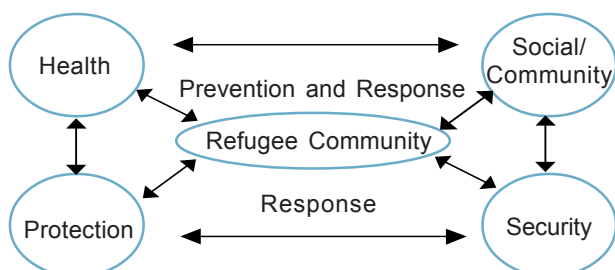 Health
Social/
Community
Prevention and Response
Refugee Community
Response
Protection
Security